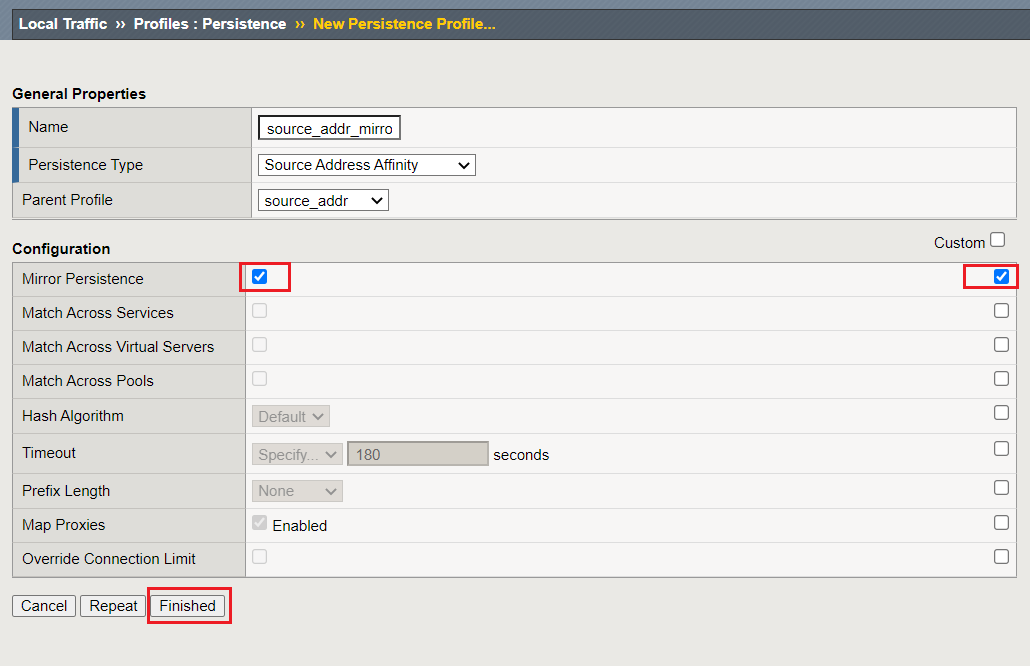 Local Traffic ›› Profiles : Persistence ›› New Persistence Profile...
General Properties
Name source_addr_mirro
Persistence Type Source Address Affinity
Parent Profile source_addr
Configuration Custom
Mirror Persistence
Match Across Services
Match Across Virtual Servers
Match Across Pools
Hash Algorithm Default
Timeout Specify... 180 seconds
Prefix Length None
Map Proxies Enabled
Override Connection Limit
Cancel Repeat Finished